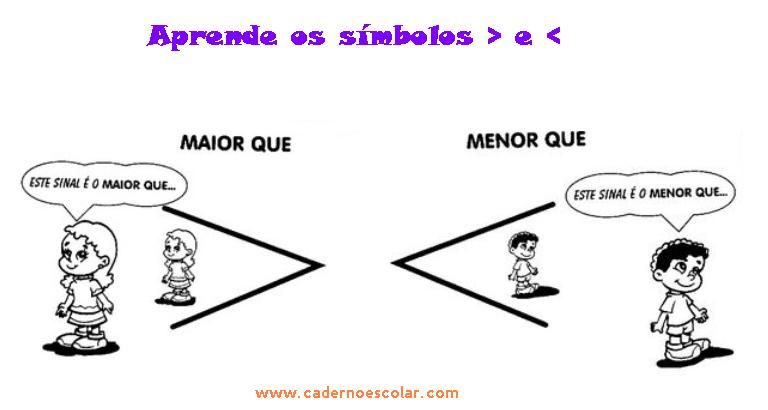 Aprende os símbolos > e <
MAIOR QUE
MENOR QUE
ESTE SINAL É O MAIOR QUE...
ESTE SINAL É O MENOR QUE...
www.cadernoescolar.com